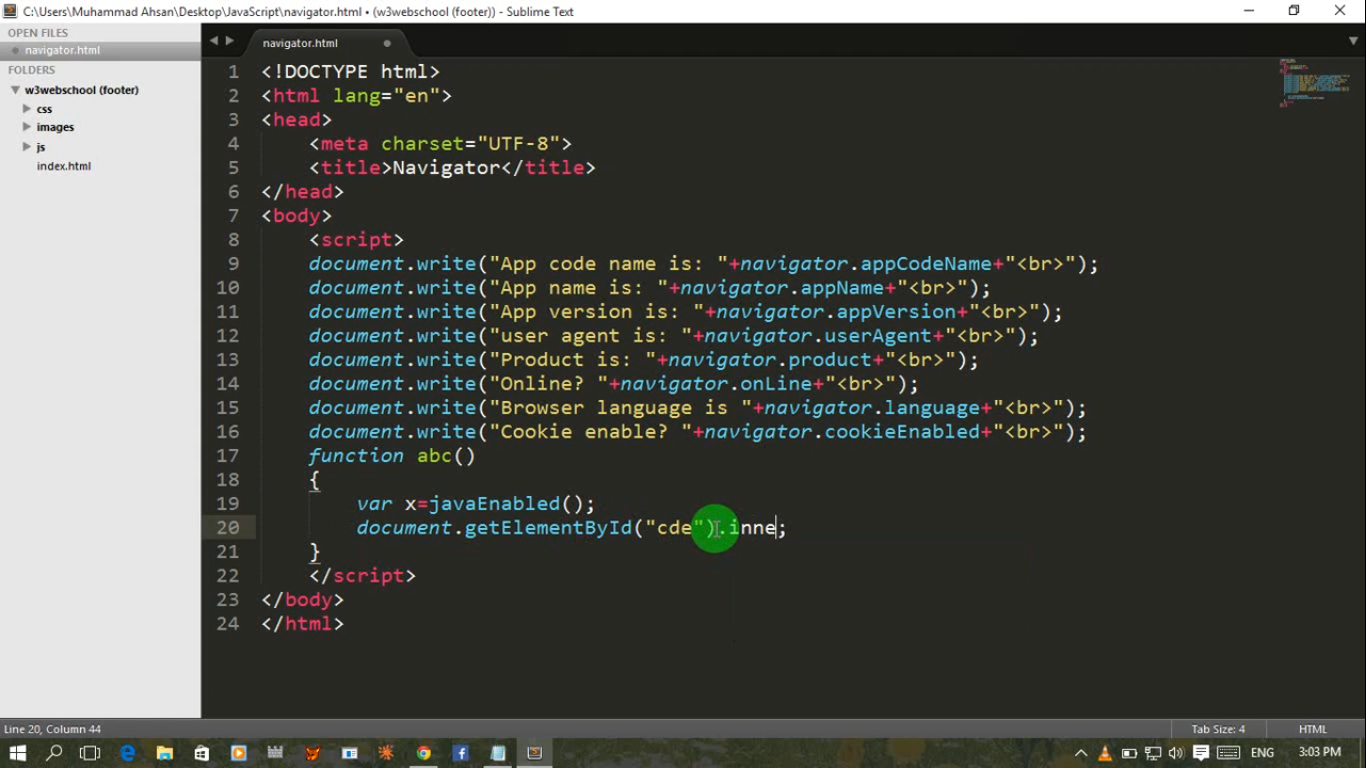 C:\Users\Muhammad Ahsan\Desktop\JavaScript\navigator.html • (w3webschool (footer)) - Sublime Text
OPEN FILES
navigator.html
FOLDERS
w3webschool (footer)
css
images
js
index.html
navigator.html
1 <!DOCTYPE html>
2 <html lang="en">
3 <head>
4 <meta charset="UTF-8">
5 <title>Navigator</title>
6 </head>
7 <body>
8 <script>
9 document.write("App code name is: "+navigator.appCodeName+"<br>");
10 document.write("App name is: "+navigator.appName+"<br>");
11 document.write("App version is: "+navigator.appVersion+"<br>");
12 document.write("user agent is: "+navigator.userAgent+"<br>");
13 document.write("Product is: "+navigator.product+"<br>");
14 document.write("Online? "+navigator.onLine+"<br>");
15 document.write("Browser language is "+navigator.language+"<br>");
16 document.write("Cookie enable? "+navigator.cookieEnabled+"<br>");
17 function abc()
18 {
19 var x=javaEnabled();
20 document.getElementById("cde").inne;
21 }
22 </script>
23 </body>
24 </html>
Line 20, Column 44
Tab Size: 4
HTML
ENG
3:03 PM